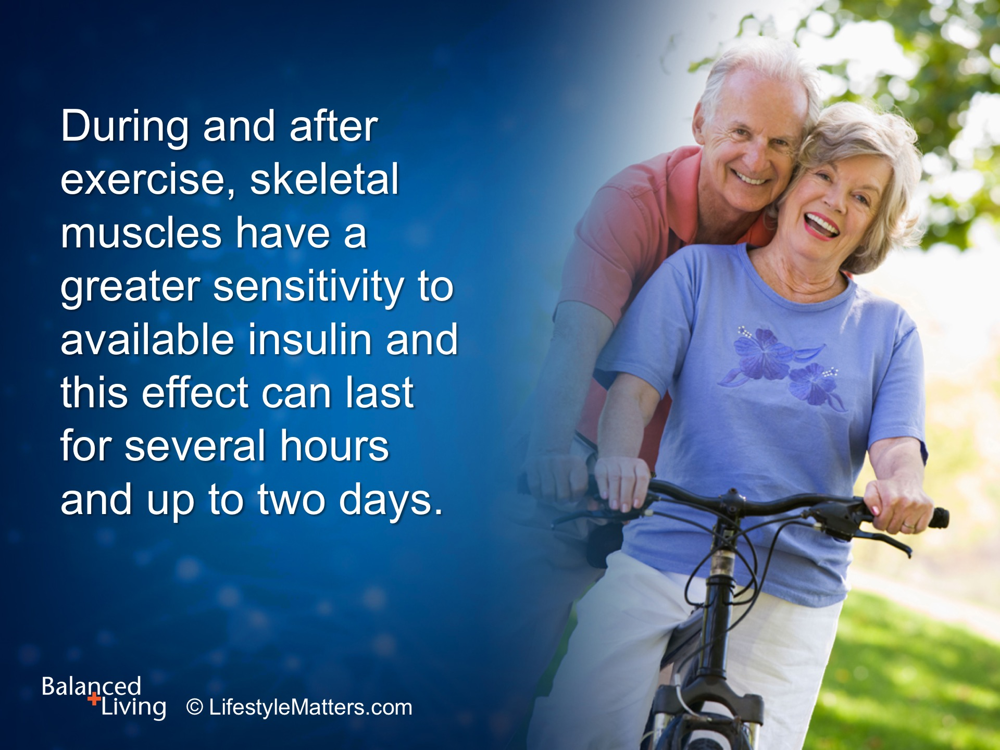 During and after
exercise, skeletal
muscles have a
greater sensitivity to
available insulin and
this effect can last
for several hours
and up to two days.
Balanced
Living
© LifestyleMatters.com